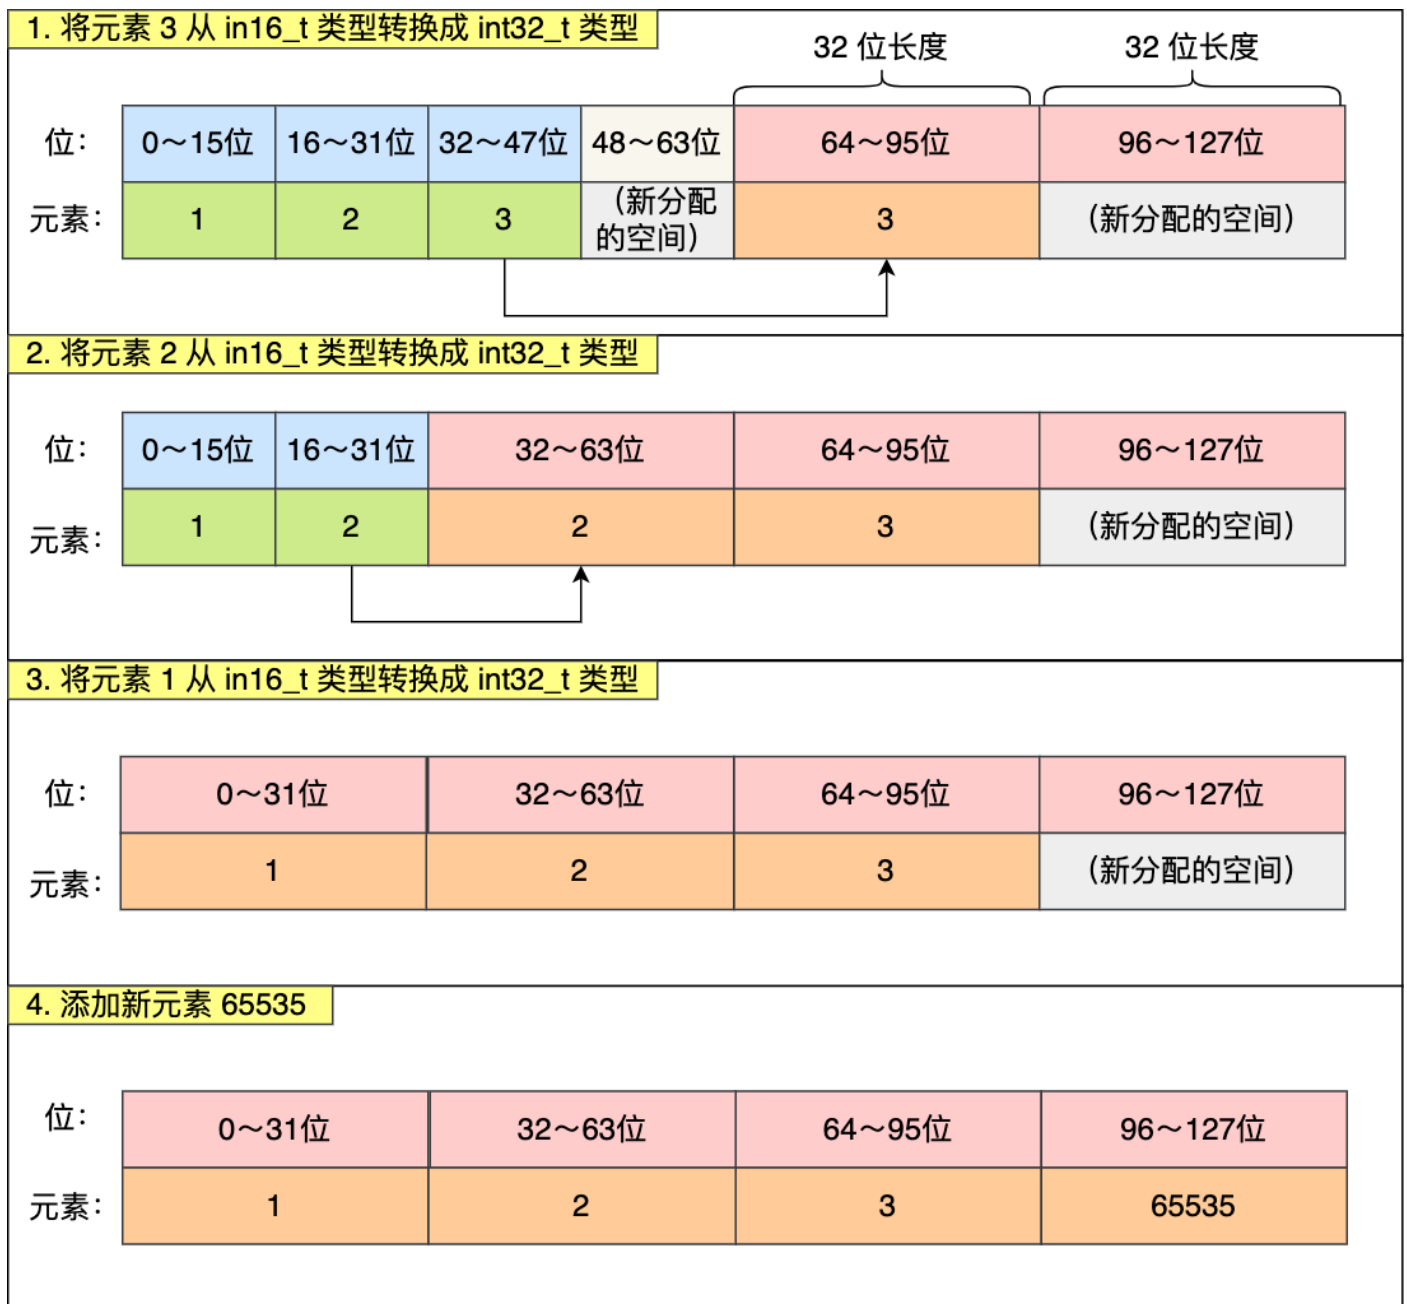 1. 将元素 3 从 in16_t 类型转换成 int32_t 类型
32 位长度 32 位长度
位： 0～15位 16～31位 32～47位 48～63位 64～95位 96～127位
元素： 1 2 3 （新分配
的空间） 3 （新分配的空间）
2. 将元素 2 从 in16_t 类型转换成 int32_t 类型
位： 0～15位 16～31位 32～63位 64～95位 96～127位
元素： 1 2 2 3 （新分配的空间）
3. 将元素 1 从 in16_t 类型转换成 int32_t 类型
位： 0～31位 32～63位 64～95位 96～127位
元素： 1 2 3 （新分配的空间）
4. 添加新元素 65535
位： 0～31位 32～63位 64～95位 96～127位
元素： 1 2 3 65535